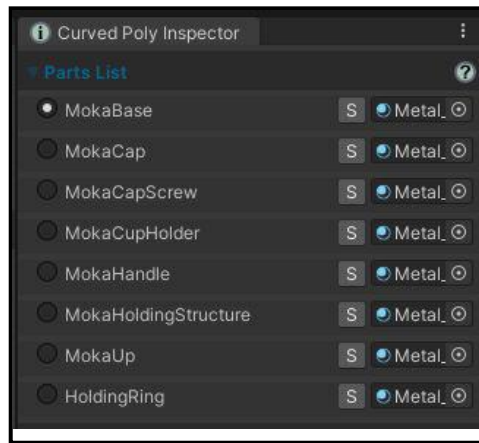 Curved Poly Inspector
Parts List ?
MokaBase S Metal_
MokaCap S Metal_
MokaCapScrew S Metal_
MokaCupHolder S Metal_
MokaHandle S Metal_
MokaHoldingStructure S Metal_
MokaUp S Metal_
HoldingRing S Metal_